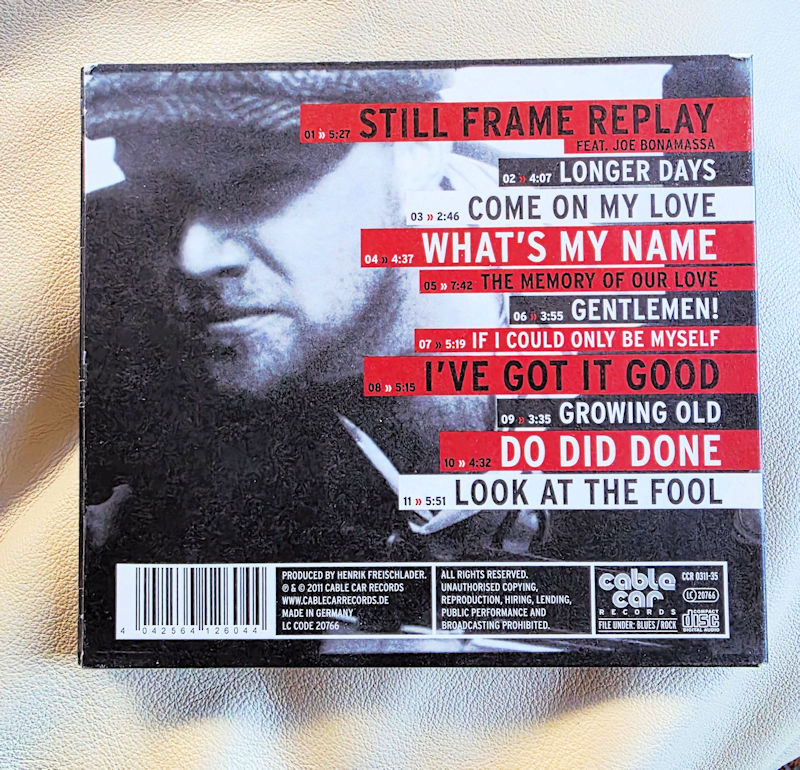 01 » 5:27 STILL FRAME REPLAY
FEAT. JOE BONAMASSA
02 » 4:07 LONGER DAYS
03 » 2:46 COME ON MY LOVE
04 » 4:37 WHAT'S MY NAME
05 » 7:42 THE MEMORY OF OUR LOVE
06 » 3:55 GENTLEMEN!
07 » 5:19 IF I COULD ONLY BE MYSELF
08 » 5:15 I'VE GOT IT GOOD
09 » 3:35 GROWING OLD
10 » 4:32 DO DID DONE
11 » 5:51 LOOK AT THE FOOL
4 042564 126044
PRODUCED BY HENRIK FREISCHLADER.
℗ & © 2011 CABLE CAR RECORDS
WWW.CABLECARRECORDS.DE
MADE IN GERMANY
LC CODE 20766
ALL RIGHTS RESERVED.
UNAUTHORISED COPYING,
REPRODUCTION, HIRING, LENDING,
PUBLIC PERFORMANCE AND
BROADCASTING PROHIBITED.
cable
car
RECORDS
FILE UNDER: BLUES / ROCK
CCR 0311-35
LC 20766
COMPACT
disc
DIGITAL AUDIO